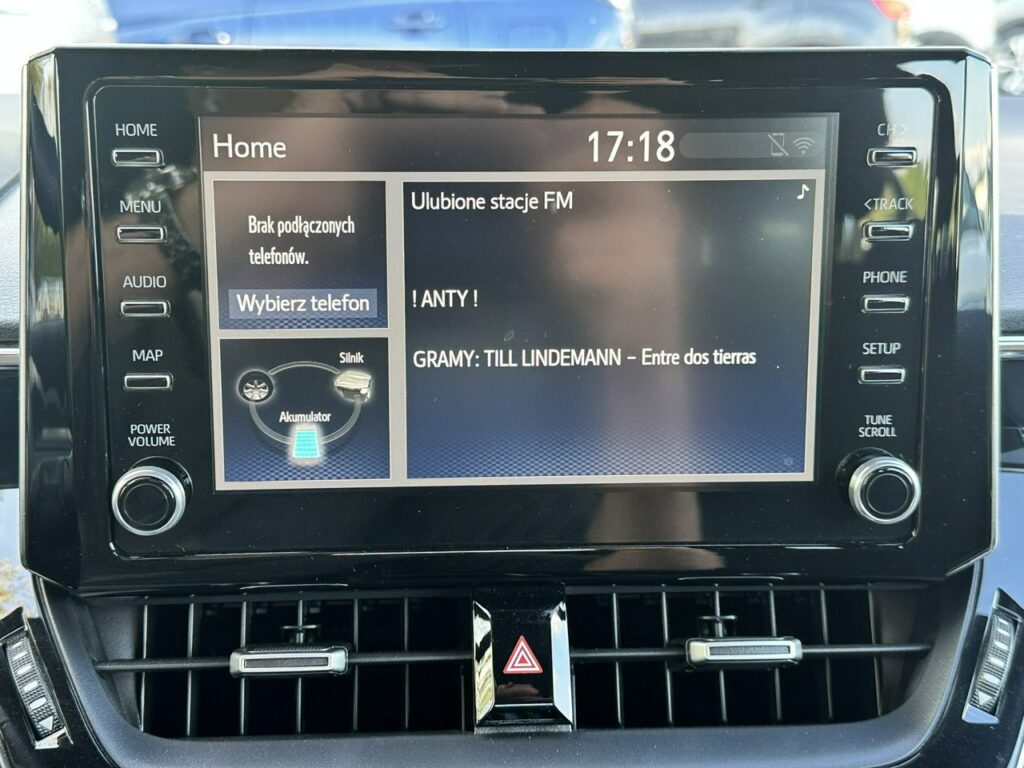 HOME
MENU
AUDIO
MAP
POWER
VOLUME
Home
17:18
Brak podłączonych
telefonów.
Wybierz telefon
Silnik
Akumulator
Ulubione stacje FM
! ANTY !
GRAMY: TILL LINDEMANN – Entre dos tierras
CH >
<TRACK
PHONE
SETUP
TUNE
SCROLL